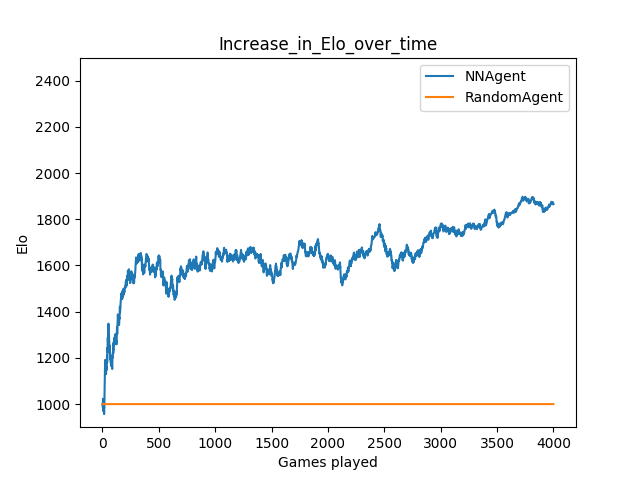 Increase_in_Elo_over_time
NNAgent
RandomAgent
2400
2200
2000
1800
1600
1400
1200
1000
Elo
0 500 1000 1500 2000 2500 3000 3500 4000
Games played